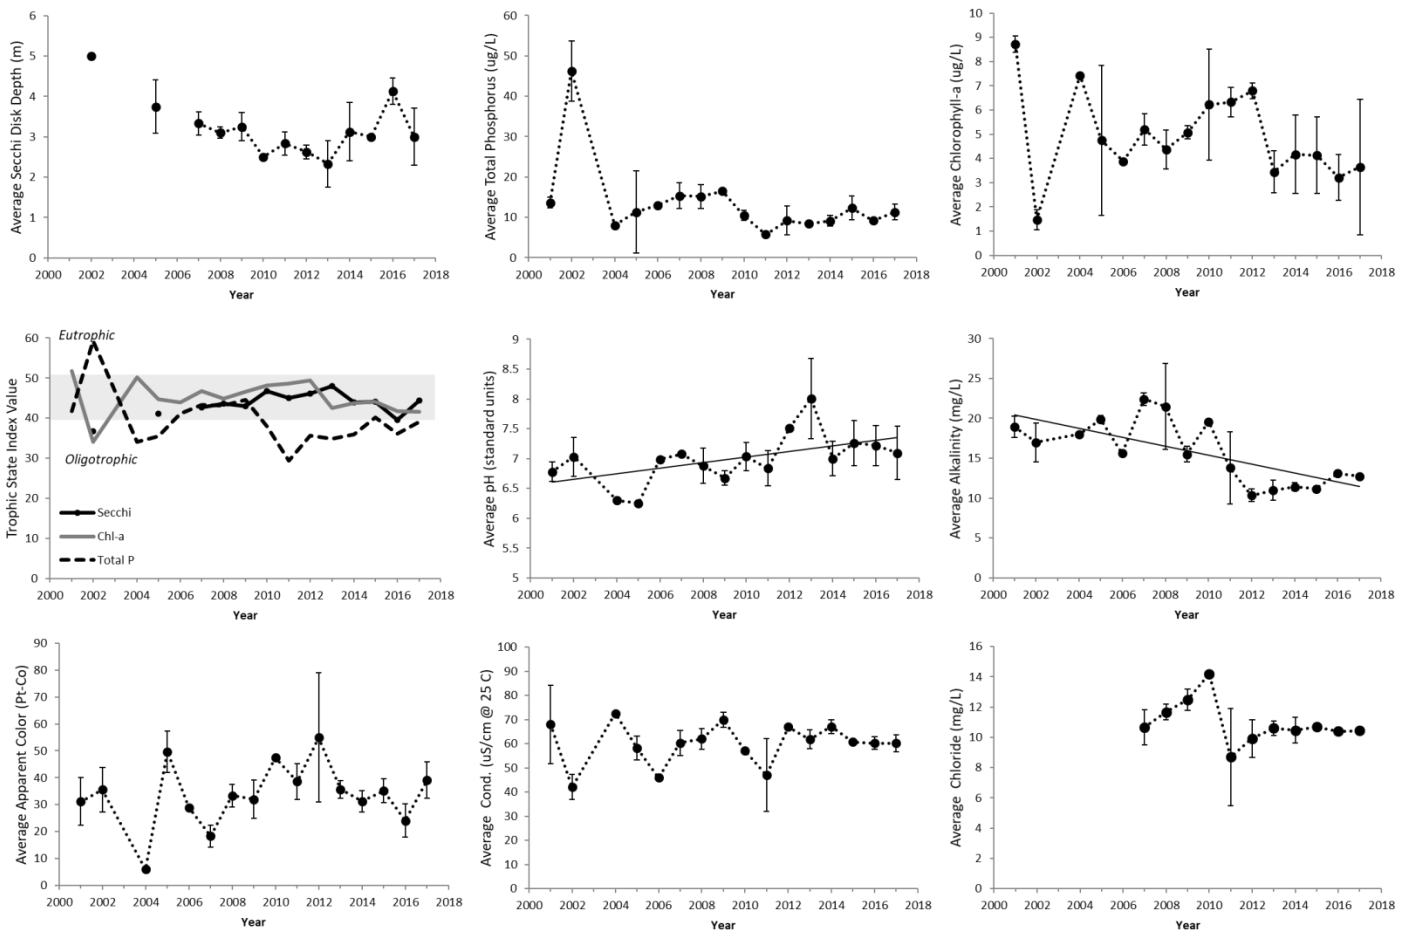 Average Secchi Disk Depth (m)
6
5
4
3
2
1
0
2000 2002 2004 2006 2008 2010 2012 2014 2016 2018
Year
Average Total Phosphorus (ug/L)
60
50
40
30
20
10
0
2000 2002 2004 2006 2008 2010 2012 2014 2016 2018
Year
Average Chlorophyll-a (ug/L)
10
9
8
7
6
5
4
3
2
1
0
2000 2002 2004 2006 2008 2010 2012 2014 2016 2018
Year
Trophic State Index Value
60
50
40
30
20
10
0
Eutrophic
Oligotrophic
Secchi
Chl-a
Total P
2000 2002 2004 2006 2008 2010 2012 2014 2016 2018
Year
Average pH (standard units)
9
8.5
8
7.5
7
6.5
6
5.5
5
2000 2002 2004 2006 2008 2010 2012 2014 2016 2018
Year
Average Alkalinity (mg/L)
30
25
20
15
10
5
0
2000 2002 2004 2006 2008 2010 2012 2014 2016 2018
Year
Average Apparent Color (Pt-Co)
90
80
70
60
50
40
30
20
10
0
2000 2002 2004 2006 2008 2010 2012 2014 2016 2018
Year
Average Cond. (uS/cm @ 25 C)
100
90
80
70
60
50
40
30
20
10
0
2000 2002 2004 2006 2008 2010 2012 2014 2016 2018
Year
Average Chloride (mg/L)
16
14
12
10
8
6
4
2
0
2000 2002 2004 2006 2008 2010 2012 2014 2016 2018
Year